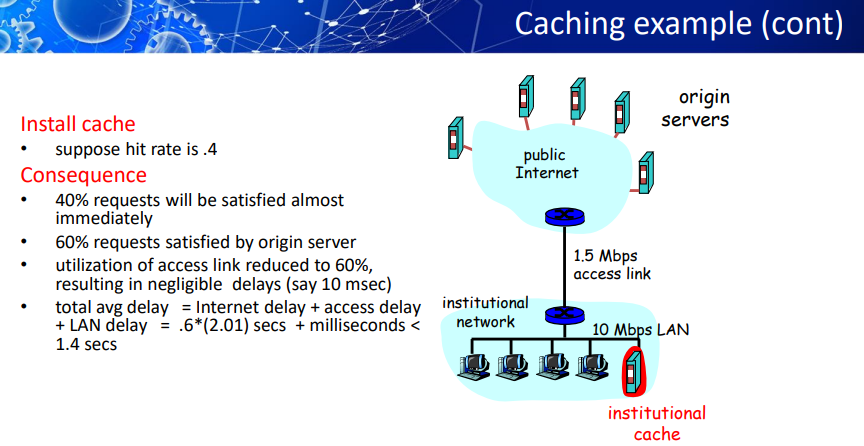 Caching example (cont)
Install cache
• suppose hit rate is .4
Consequence
• 40% requests will be satisfied almost
immediately
• 60% requests satisfied by origin server
• utilization of access link reduced to 60%,
resulting in negligible delays (say 10 msec)
• total avg delay = Internet delay + access delay
+ LAN delay = .6*(2.01) secs + milliseconds <
1.4 secs
origin
servers
public
Internet
1.5 Mbps
access link
institutional
network
10 Mbps LAN
institutional
cache